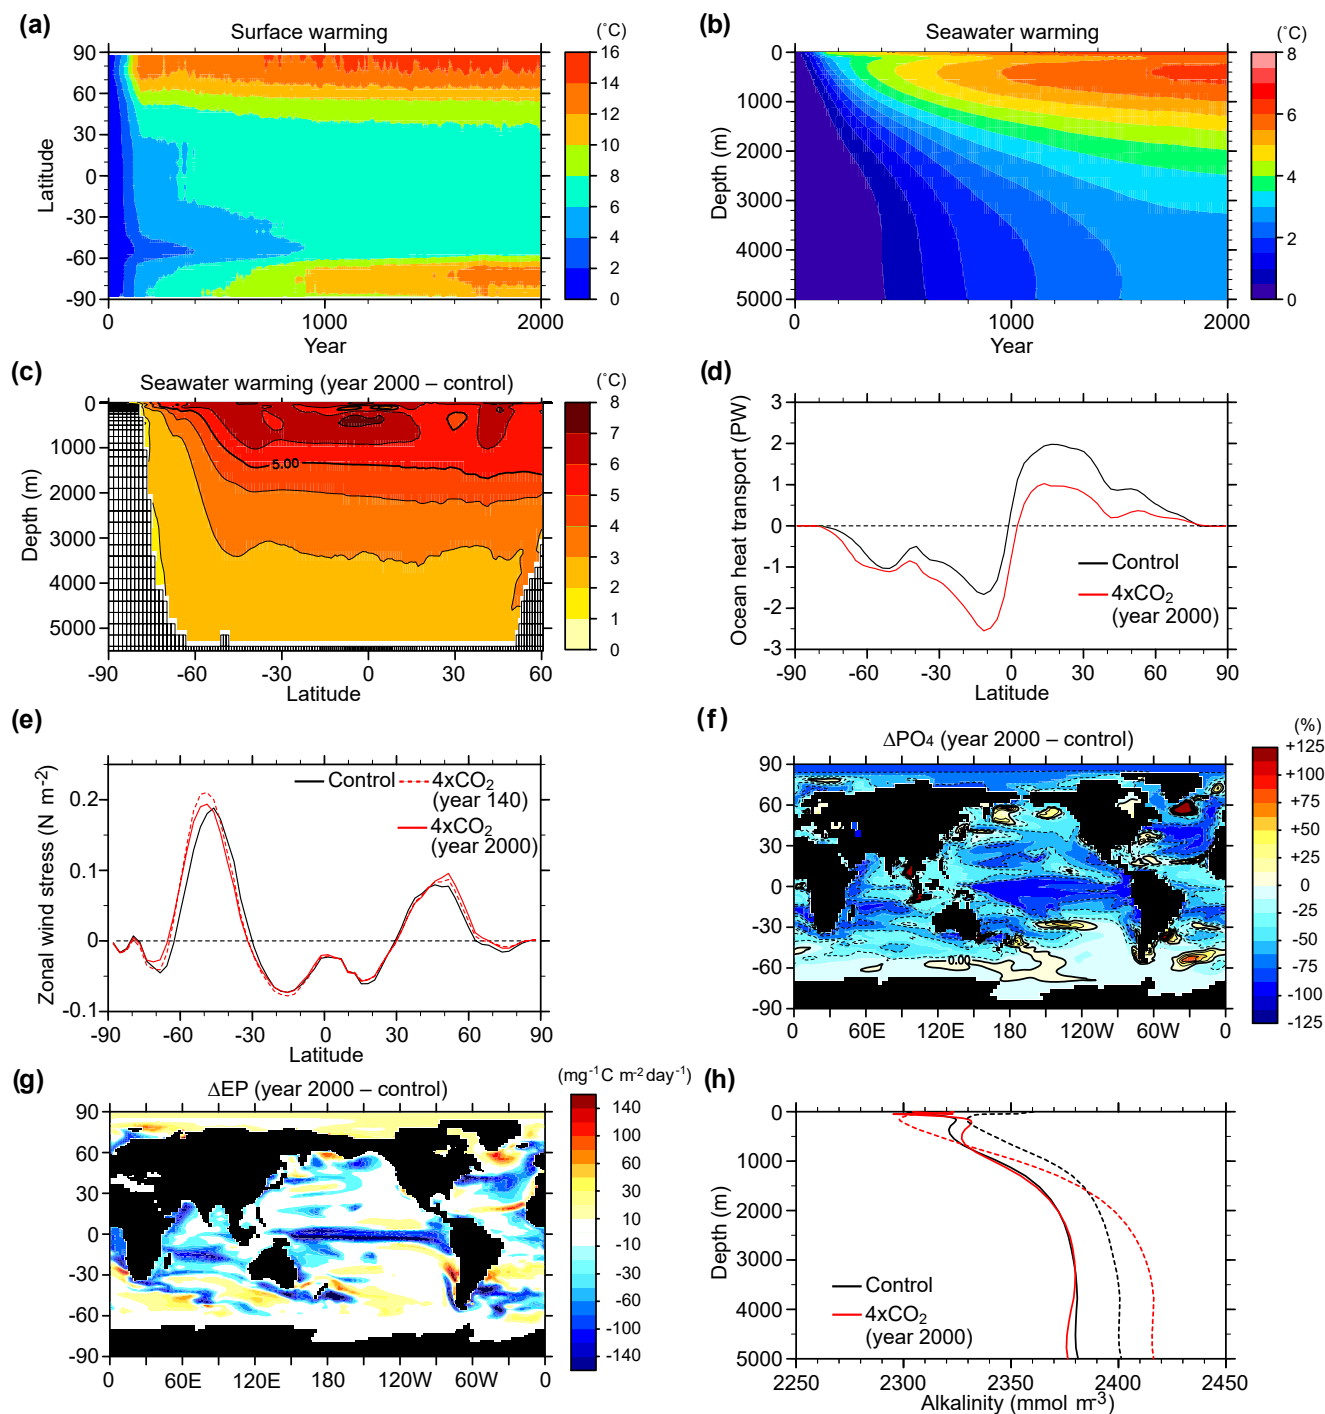 (a)
Surface warming
(˚C)
90
60
30
0
-30
-60
-90
Latitude
0
1000
2000
Year
16
14
12
10
8
6
4
2
0
(b)
Seawater warming
(˚C)
0
1000
2000
3000
4000
5000
Depth (m)
0
1000
2000
Year
8
6
4
2
0
(c)
Seawater warming (year 2000 – control)
(˚C)
0
1000
2000
3000
4000
5000
Depth (m)
5.00
-90
-60
-30
0
30
60
Latitude
8
7
6
5
4
3
2
1
0
(d)
3
2
1
0
-1
-2
-3
Ocean heat transport (PW)
Control
4xCO2
(year 2000)
-90
-60
-30
0
30
60
90
Latitude
(e)
0.2
0.1
0
-0.1
Zonal wind stress (N m-2)
Control
4xCO2
(year 140)
4xCO2
(year 2000)
-90
-60
-30
0
30
60
90
Latitude
(f)
ΔPO4 (year 2000 – control)
(%)
90
60
30
0
-30
-60
-90
0.00
0
60E
120E
180
120W
60W
0
+125
+100
+75
+50
+25
0
-25
-50
-75
-100
-125
(g)
ΔEP (year 2000 – control)
(mg-1C m-2 day-1)
90
60
30
0
-30
-60
-90
0
60E
120E
180
120W
60W
0
140
100
60
30
10
-10
-30
-60
-100
-140
(h)
0
1000
2000
3000
4000
5000
Depth (m)
Control
4xCO2
(year 2000)
2250
2300
2350
2400
2450
Alkalinity (mmol m-3)